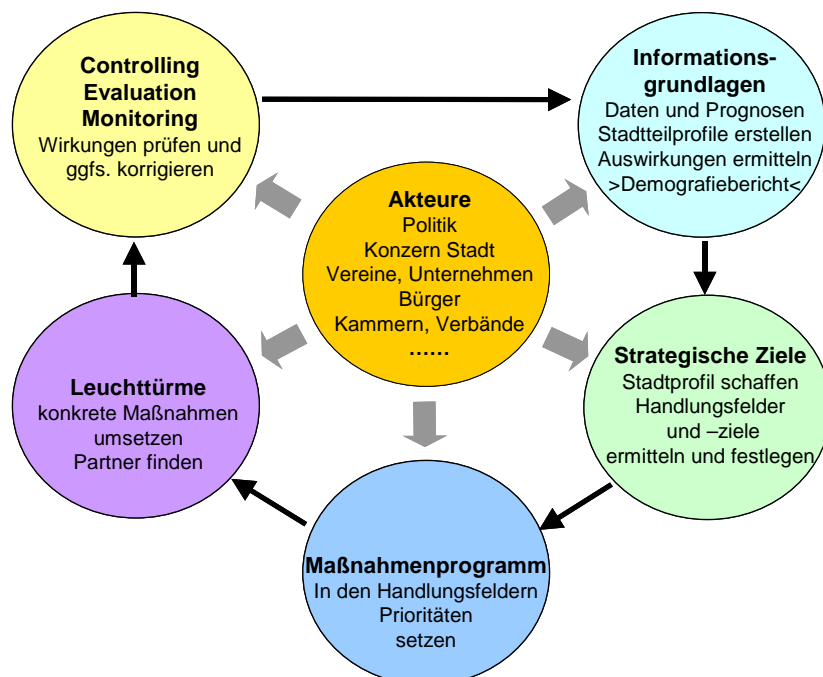 Controlling
Evaluation
Monitoring
Wirkungen prüfen und
ggfs. korrigieren
Informations-
grundlagen
Daten und Prognosen
Stadtteilprofile erstellen
Auswirkungen ermitteln
>Demografiebericht<
Akteure
Politik
Konzern Stadt
Vereine, Unternehmen
Bürger
Kammern, Verbände
......
Strategische Ziele
Stadtprofil schaffen
Handlungsfelder
und –ziele
ermitteln und festlegen
Leuchttürme
konkrete Maßnahmen
umsetzen
Partner finden
Maßnahmenprogramm
In den Handlungsfeldern
Prioritäten
setzen